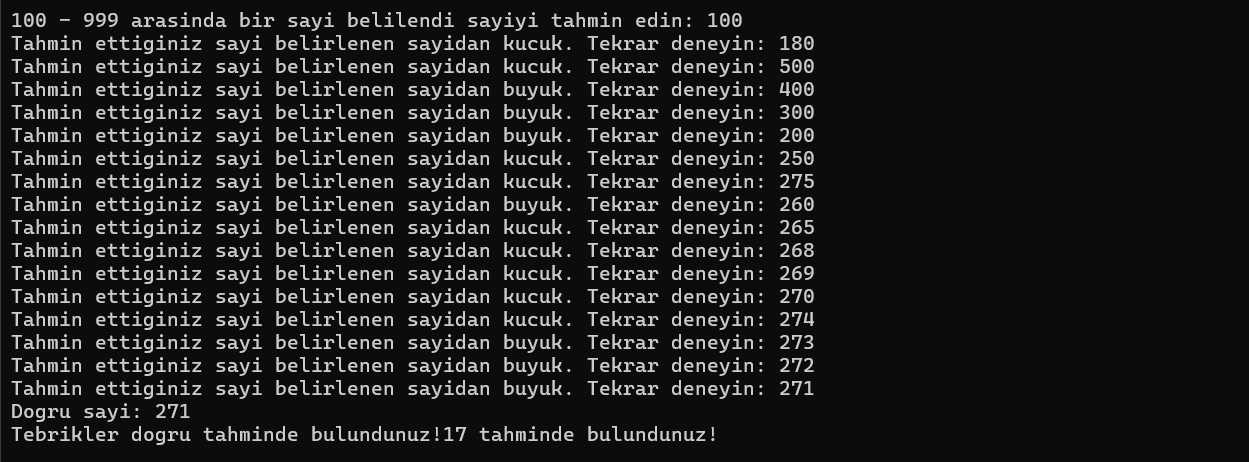 100 - 999 arasinda bir sayi belilendi sayiyi tahmin edin: 100
Tahmin ettiginiz sayi belirlenen sayidan kucuk. Tekrar deneyin: 180
Tahmin ettiginiz sayi belirlenen sayidan kucuk. Tekrar deneyin: 500
Tahmin ettiginiz sayi belirlenen sayidan buyuk. Tekrar deneyin: 400
Tahmin ettiginiz sayi belirlenen sayidan buyuk. Tekrar deneyin: 300
Tahmin ettiginiz sayi belirlenen sayidan buyuk. Tekrar deneyin: 200
Tahmin ettiginiz sayi belirlenen sayidan kucuk. Tekrar deneyin: 250
Tahmin ettiginiz sayi belirlenen sayidan kucuk. Tekrar deneyin: 275
Tahmin ettiginiz sayi belirlenen sayidan buyuk. Tekrar deneyin: 260
Tahmin ettiginiz sayi belirlenen sayidan kucuk. Tekrar deneyin: 265
Tahmin ettiginiz sayi belirlenen sayidan kucuk. Tekrar deneyin: 268
Tahmin ettiginiz sayi belirlenen sayidan kucuk. Tekrar deneyin: 269
Tahmin ettiginiz sayi belirlenen sayidan kucuk. Tekrar deneyin: 270
Tahmin ettiginiz sayi belirlenen sayidan kucuk. Tekrar deneyin: 274
Tahmin ettiginiz sayi belirlenen sayidan buyuk. Tekrar deneyin: 273
Tahmin ettiginiz sayi belirlenen sayidan buyuk. Tekrar deneyin: 272
Tahmin ettiginiz sayi belirlenen sayidan buyuk. Tekrar deneyin: 271
Dogru sayi: 271
Tebrikler dogru tahminde bulundunuz!17 tahminde bulundunuz!